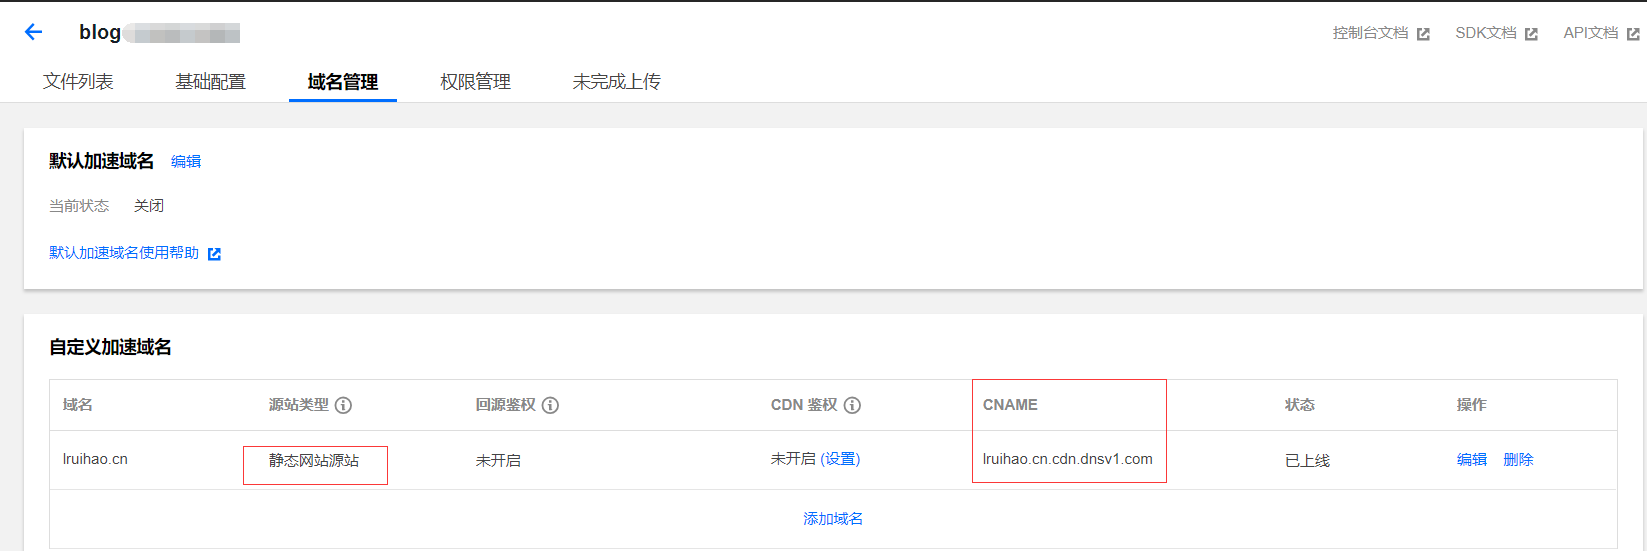 blog
控制台文档 SDK文档 API文档
文件列表 基础配置 域名管理 权限管理 未完成上传
默认加速域名 编辑
当前状态 关闭
默认加速域名使用帮助
自定义加速域名
域名 源站类型 回源鉴权 CDN 鉴权 CNAME 状态 操作
lruihao.cn 静态网站源站 未开启 未开启 (设置) lruihao.cn.cdn.dnsv1.com 已上线 编辑 删除
添加域名